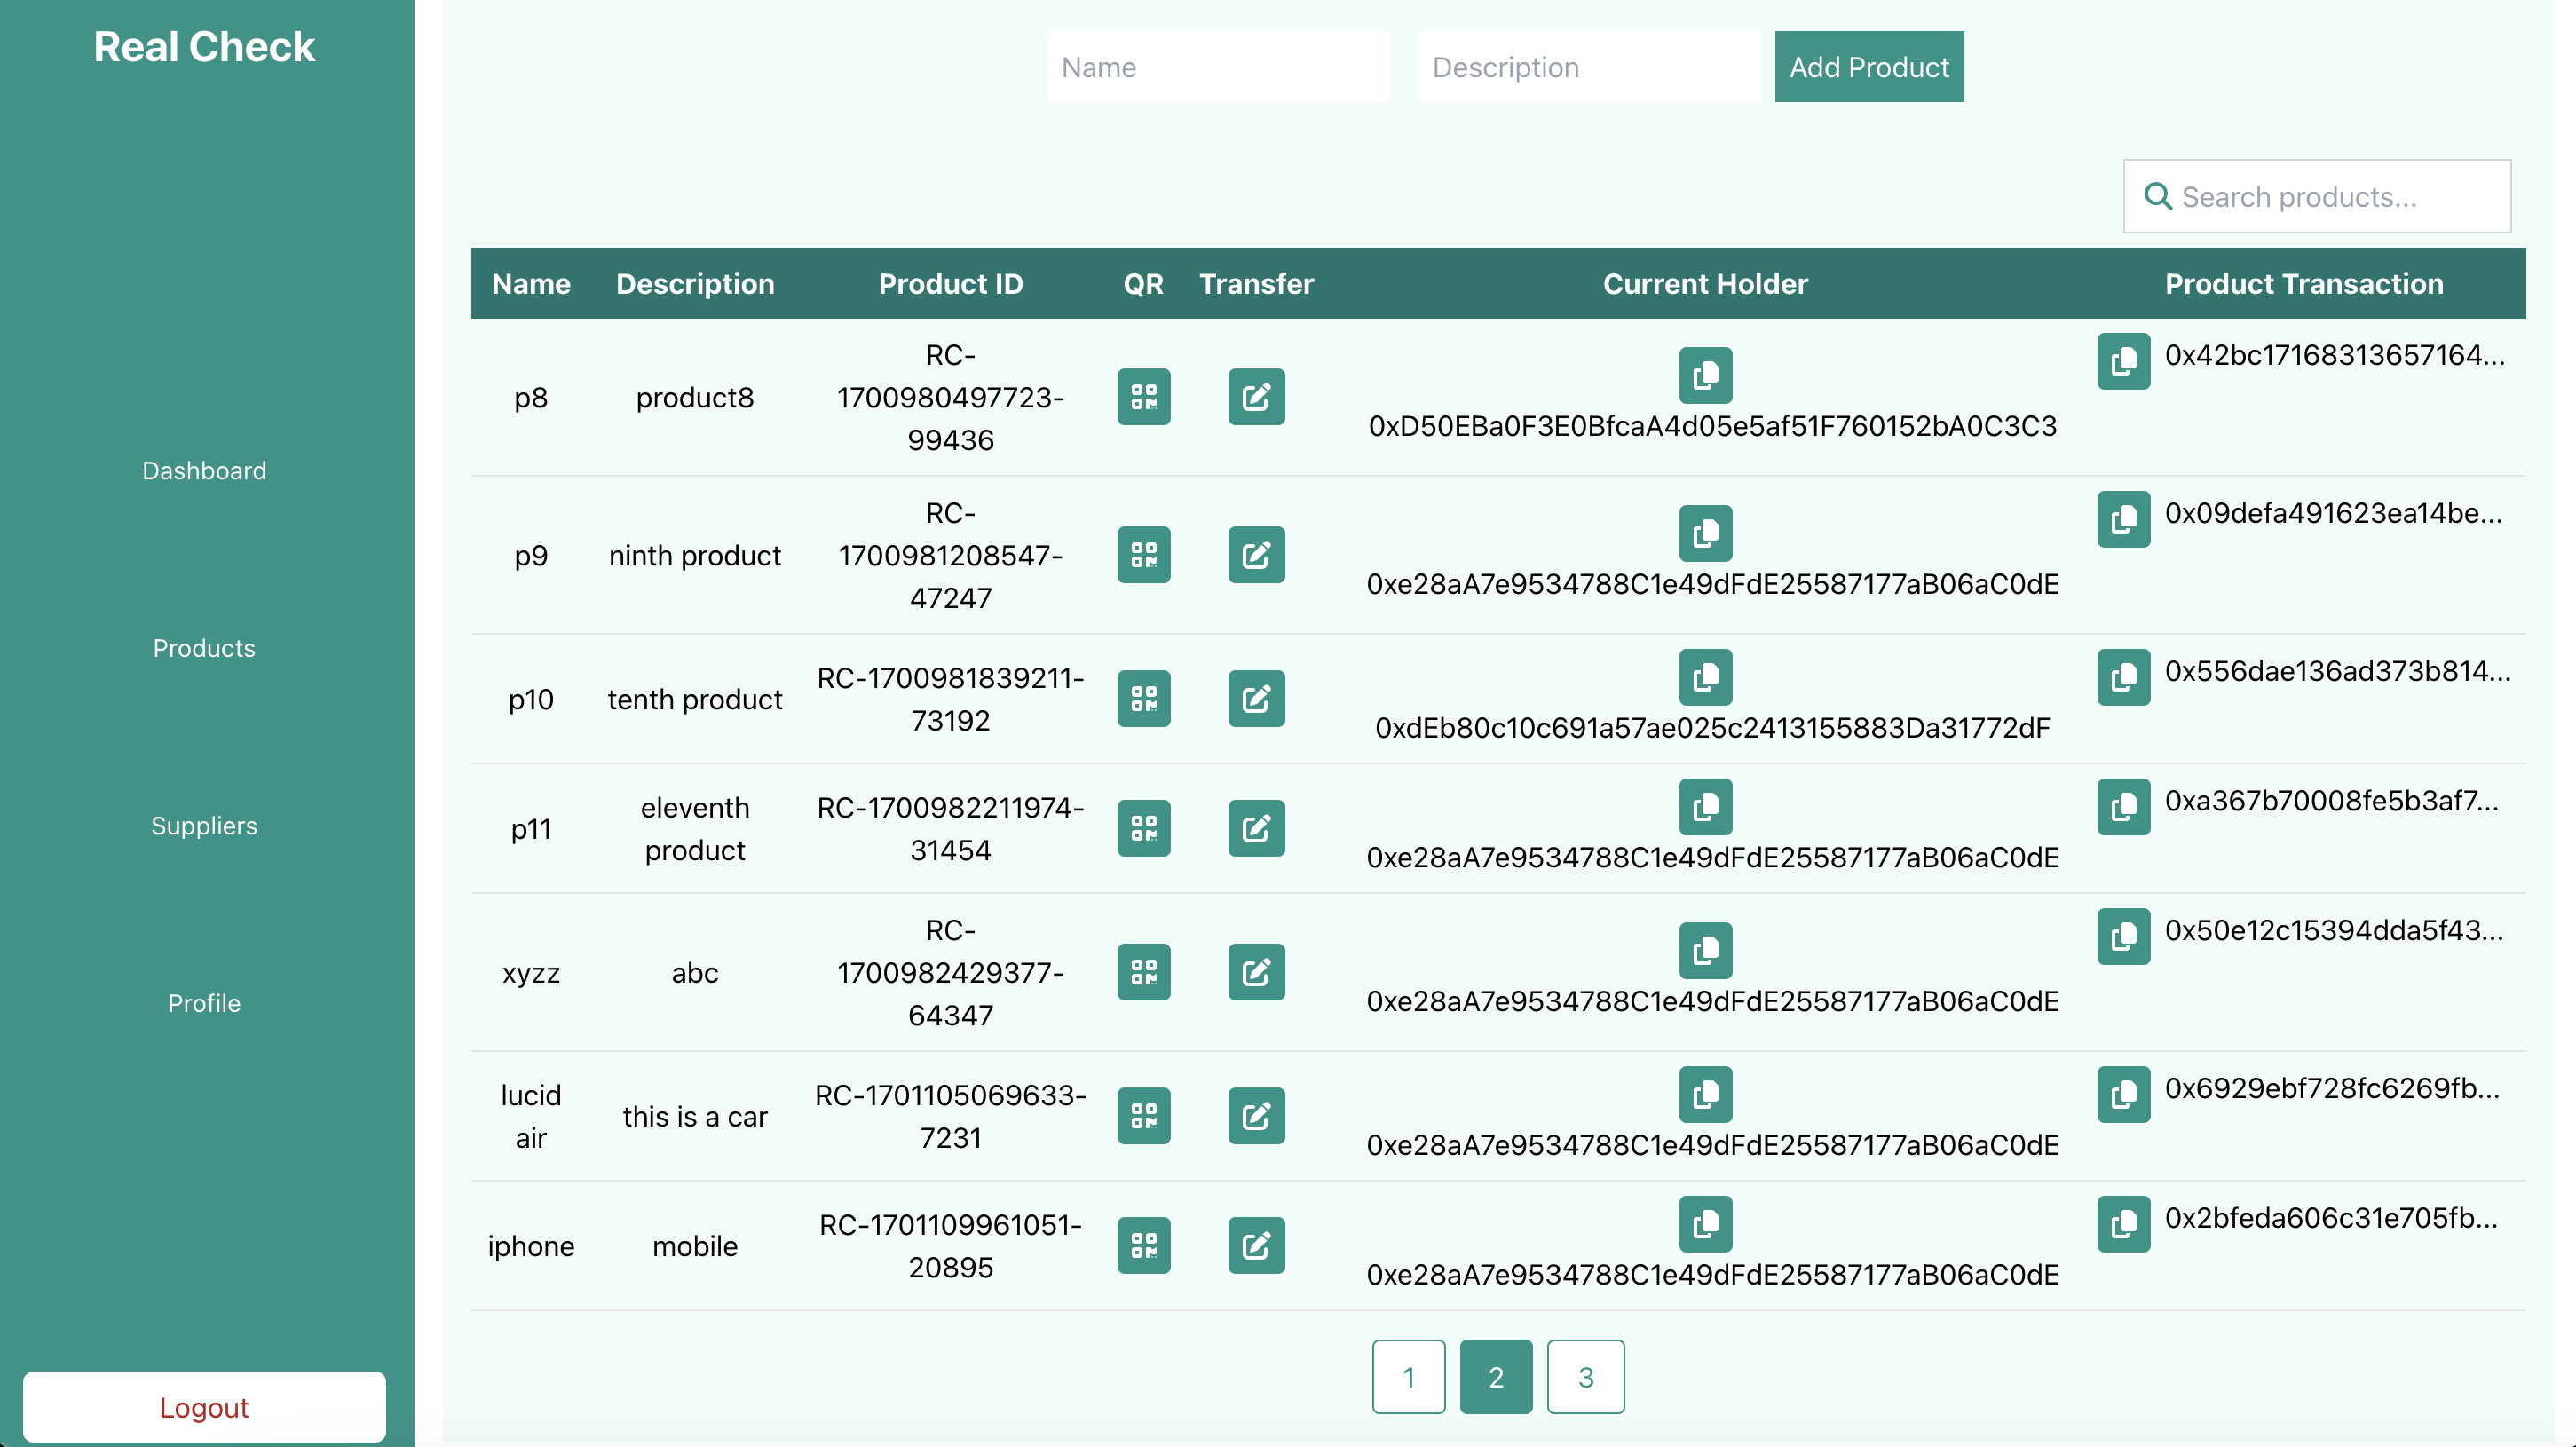 Real Check
Dashboard
Products
Suppliers
Profile
Logout
Name
Description
Add Product
Search products...
Name Description Product ID QR Transfer Current Holder Product Transaction
p8 product8 RC-1700980497723-99436 0xD50EBa0F3E0BfcaA4d05e5af51F760152bA0C3C3 0x42bc17168313657164...
p9 ninth product RC-1700981208547-47247 0xe28aA7e9534788C1e49dFdE25587177aB06aC0dE 0x09defa491623ea14be...
p10 tenth product RC-1700981839211-73192 0xdEb80c10c691a57ae025c2413155883Da31772dF 0x556dae136ad373b814...
p11 eleventh product RC-1700982211974-31454 0xe28aA7e9534788C1e49dFdE25587177aB06aC0dE 0xa367b70008fe5b3af7...
xyzz abc RC-1700982429377-64347 0xe28aA7e9534788C1e49dFdE25587177aB06aC0dE 0x50e12c15394dda5f43...
lucid air this is a car RC-1701105069633-7231 0xe28aA7e9534788C1e49dFdE25587177aB06aC0dE 0x6929ebf728fc6269fb...
iphone mobile RC-1701109961051-20895 0xe28aA7e9534788C1e49dFdE25587177aB06aC0dE 0x2bfeda606c31e705fb...
1 2 3